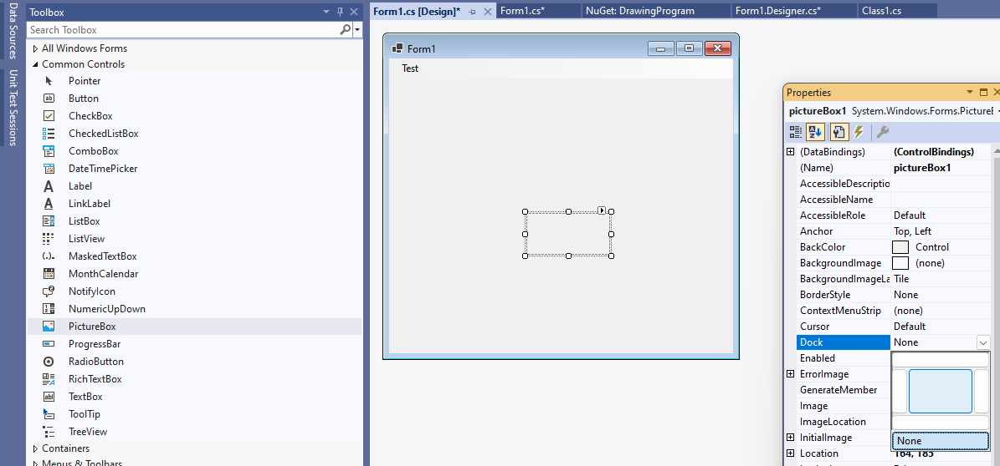 Data Sources
Unit Test Sessions
Toolbox
Search Toolbox
All Windows Forms
Common Controls
Pointer
Button
CheckBox
CheckedListBox
ComboBox
DateTimePicker
Label
LinkLabel
ListBox
ListView
MaskedTextBox
MonthCalendar
NotifyIcon
NumericUpDown
PictureBox
ProgressBar
RadioButton
RichTextBox
TextBox
ToolTip
TreeView
Containers
Menus & Toolbars
Form1.cs [Design]*
Form1.cs*
NuGet: DrawingProgram
Form1.Designer.cs*
Class1.cs
Form1
Test
Properties
pictureBox1 System.Windows.Forms.PictureE
(DataBindings) (ControlBindings)
(Name) pictureBox1
AccessibleDescriptio
AccessibleName
AccessibleRole Default
Anchor Top, Left
BackColor Control
BackgroundImage (none)
BackgroundImageLa Tile
BorderStyle None
ContextMenuStrip (none)
Cursor Default
Dock None
Enabled
ErrorImage
GenerateMember
Image
ImageLocation
InitialImage None
Location 164, 185